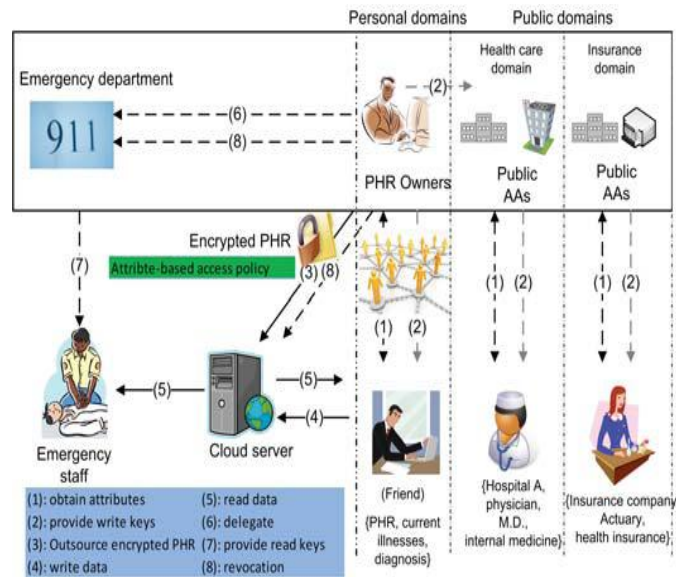 Personal domains
Public domains
Emergency department
911
(6)
(8)
(2)
Health care
domain
Insurance
domain
PHR Owners
Public
AAs
Public
AAs
Encrypted PHR
Attribte-based access policy
(3)
(8)
(7)
(1)
(2)
(1)
(2)
(1)
(2)
(5)
(5)
(4)
Emergency
staff
Cloud server
(Friend)
{PHR, current
illnesses,
diagnosis}
{Hospital A,
physician,
M.D.,
internal medicine}
{Insurance company
Actuary,
health insurance}
(1): obtain attributes
(2): provide write keys
(3): Outsource encrypted PHR
(4): write data
(5): read data
(6): delegate
(7): provide read keys
(8): revocation